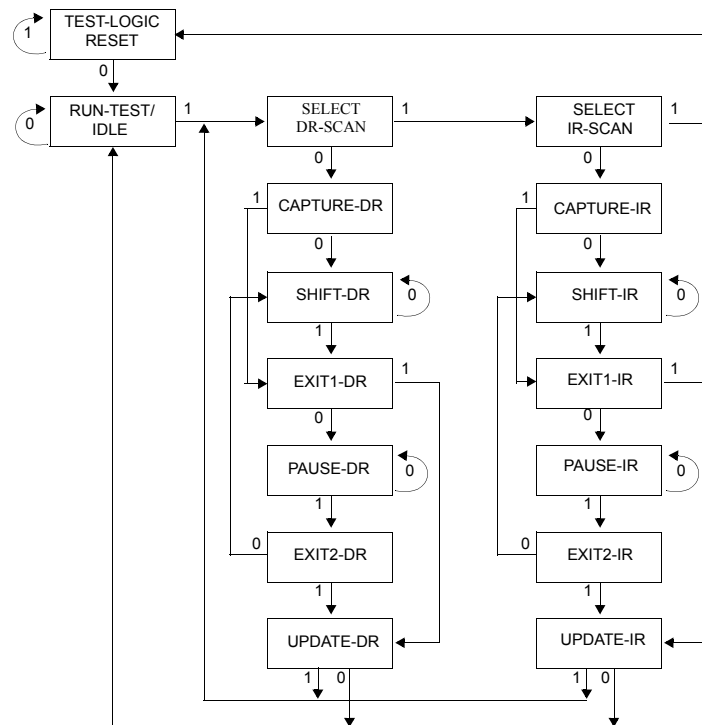 TEST-LOGIC
RESET
1
0
RUN-TEST/
IDLE
0
1
SELECT
DR-SCAN
1
SELECT
IR-SCAN
1
0
0
CAPTURE-DR
1
CAPTURE-IR
1
0
0
SHIFT-DR
0
SHIFT-IR
0
1
1
EXIT1-DR
1
EXIT1-IR
1
0
0
PAUSE-DR
0
PAUSE-IR
0
1
1
EXIT2-DR
0
EXIT2-IR
0
1
1
UPDATE-DR
UPDATE-IR
1
0
1
0